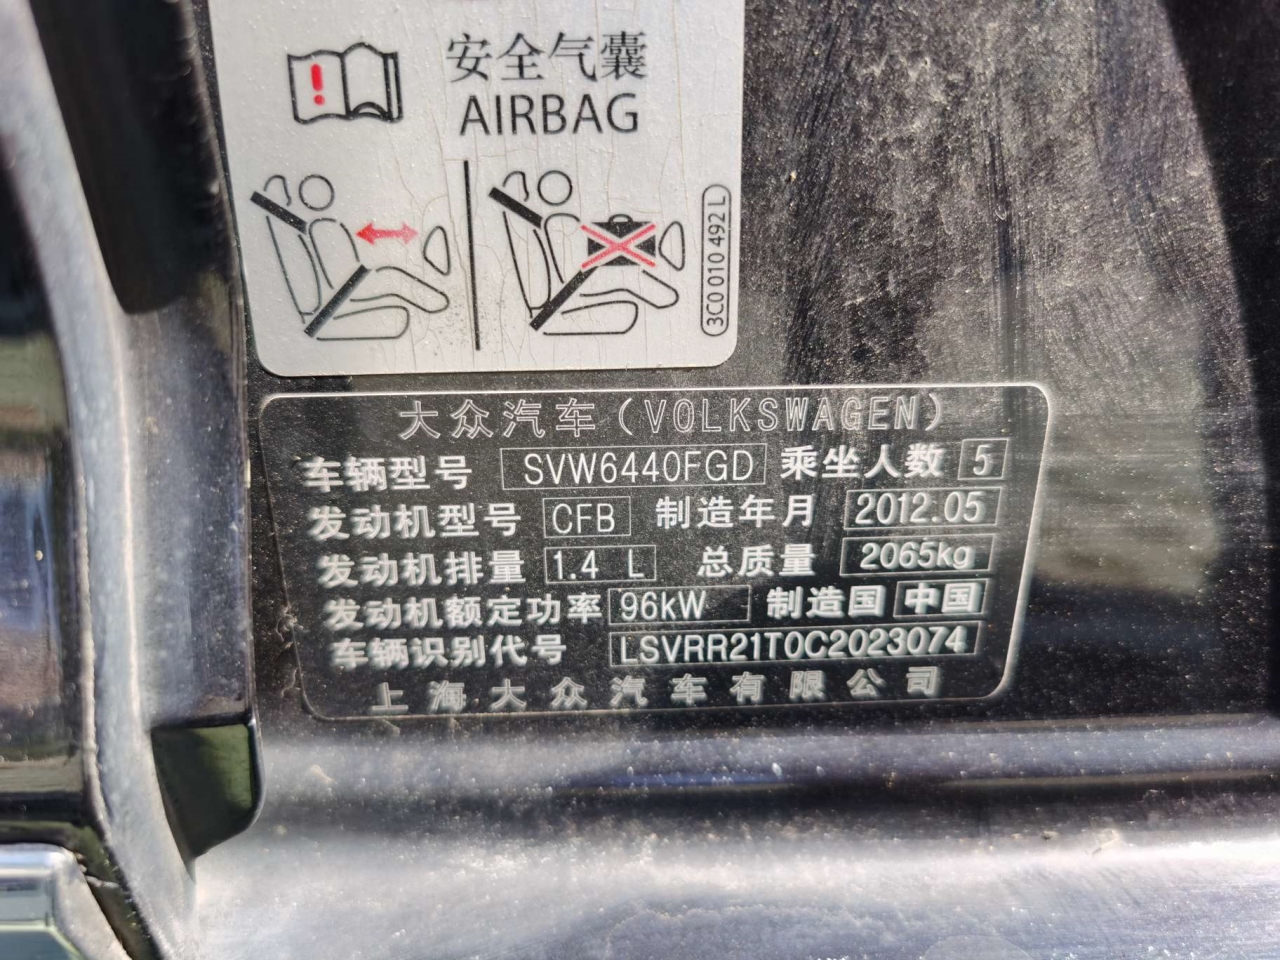 安全气囊
AIRBAG
3C0 010 492 L
大众汽车(VOLKSWAGEN)
车辆型号 SVW6440FGD 乘坐人数 5
发动机型号 CFB 制造年月 2012.05
发动机排量 1.4 L 总质量 2065kg
发动机额定功率 96kW 制造国 中国
车辆识别代号 LSVRR21T0C2023074
上海大众汽车有限公司